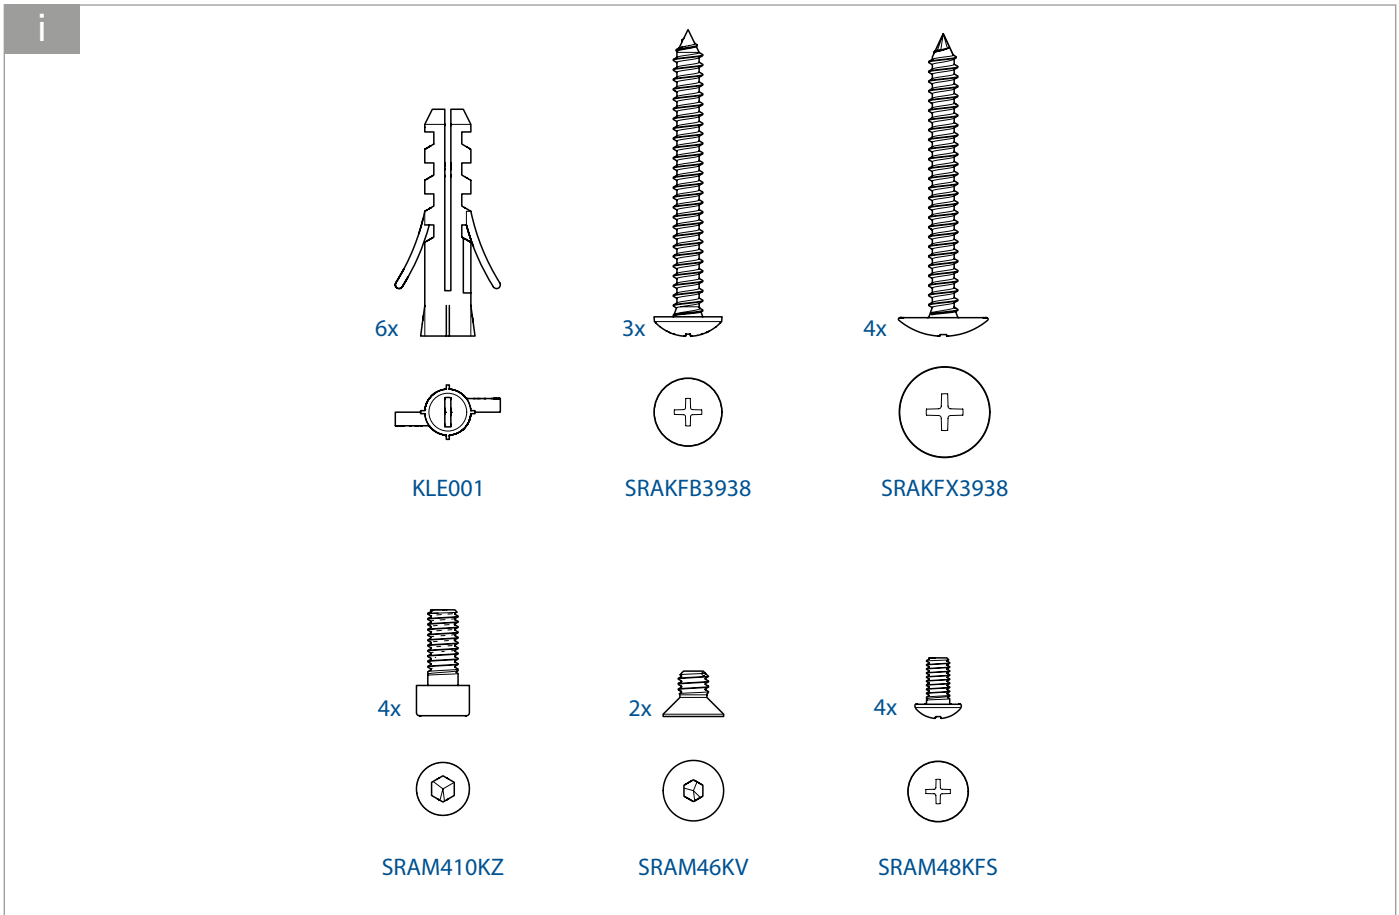 i
6x
3x
4x
KLE001
SRAKFB3938
SRAKFX3938
4x
2x
4x
SRAM410KZ
SRAM46KV
SRAM48KFS